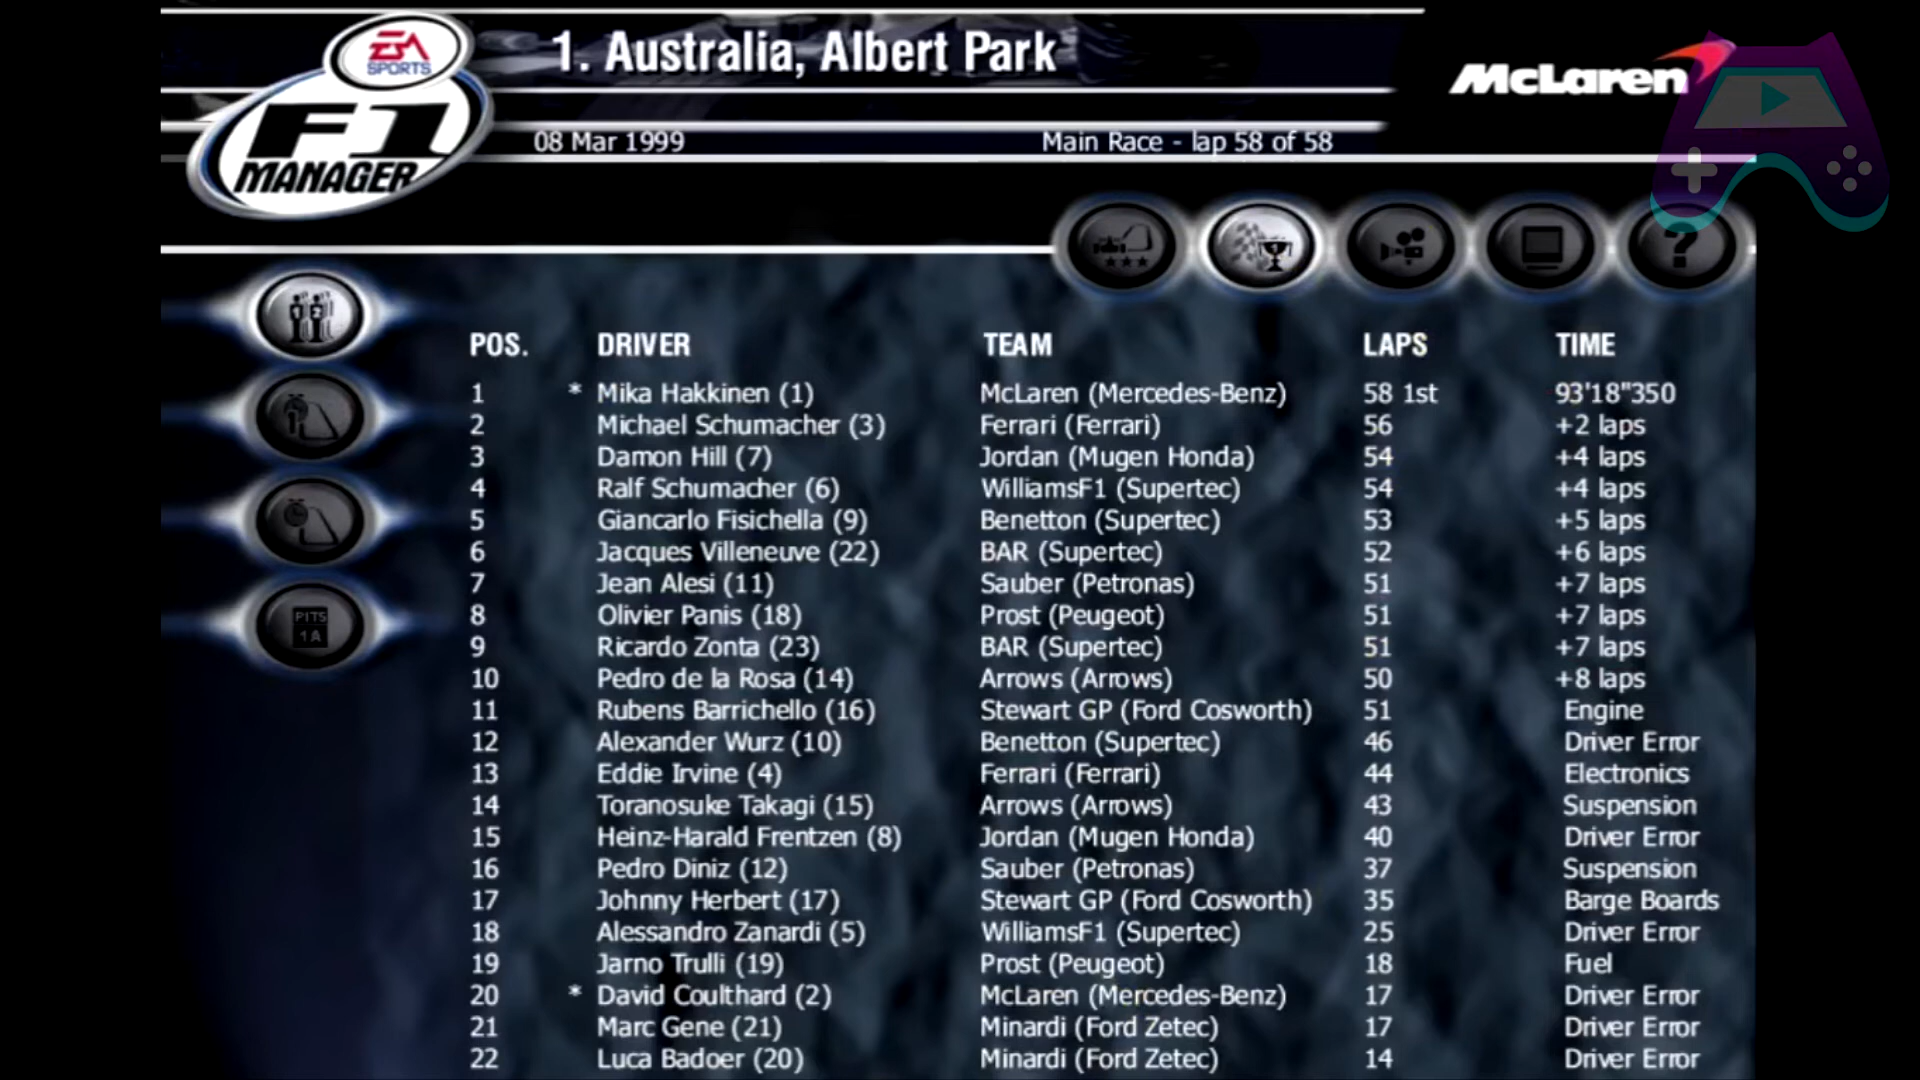 EA
SPORTS
F1
MANAGER
1. Australia, Albert Park
McLaren
08 Mar 1999 Main Race - lap 58 of 58
?
1 2
1
PITS
1A
POS. DRIVER TEAM LAPS TIME
1 * Mika Hakkinen (1) McLaren (Mercedes-Benz) 58 1st 93'18"350
2 Michael Schumacher (3) Ferrari (Ferrari) 56 +2 laps
3 Damon Hill (7) Jordan (Mugen Honda) 54 +4 laps
4 Ralf Schumacher (6) WilliamsF1 (Supertec) 54 +4 laps
5 Giancarlo Fisichella (9) Benetton (Supertec) 53 +5 laps
6 Jacques Villeneuve (22) BAR (Supertec) 52 +6 laps
7 Jean Alesi (11) Sauber (Petronas) 51 +7 laps
8 Olivier Panis (18) Prost (Peugeot) 51 +7 laps
9 Ricardo Zonta (23) BAR (Supertec) 51 +7 laps
10 Pedro de la Rosa (14) Arrows (Arrows) 50 +8 laps
11 Rubens Barrichello (16) Stewart GP (Ford Cosworth) 51 Engine
12 Alexander Wurz (10) Benetton (Supertec) 46 Driver Error
13 Eddie Irvine (4) Ferrari (Ferrari) 44 Electronics
14 Toranosuke Takagi (15) Arrows (Arrows) 43 Suspension
15 Heinz-Harald Frentzen (8) Jordan (Mugen Honda) 40 Driver Error
16 Pedro Diniz (12) Sauber (Petronas) 37 Suspension
17 Johnny Herbert (17) Stewart GP (Ford Cosworth) 35 Barge Boards
18 Alessandro Zanardi (5) WilliamsF1 (Supertec) 25 Driver Error
19 Jarno Trulli (19) Prost (Peugeot) 18 Fuel
20 * David Coulthard (2) McLaren (Mercedes-Benz) 17 Driver Error
21 Marc Gene (21) Minardi (Ford Zetec) 17 Driver Error
22 Luca Badoer (20) Minardi (Ford Zetec) 14 Driver Error